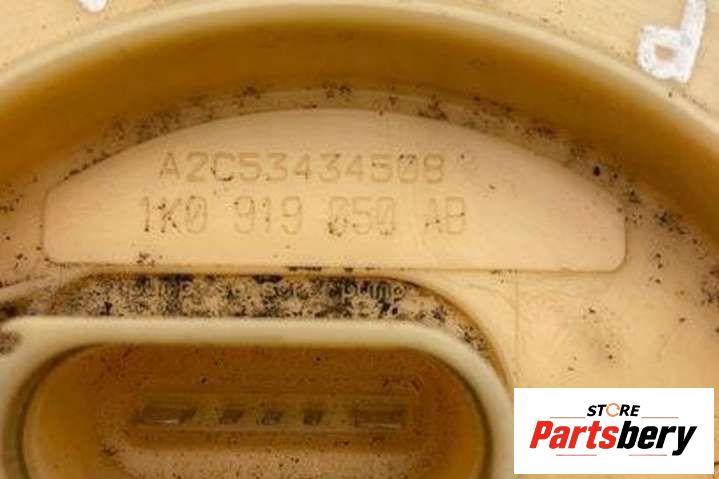 A2C53434508
1K0 919 050 AB
STORE
Partsbery